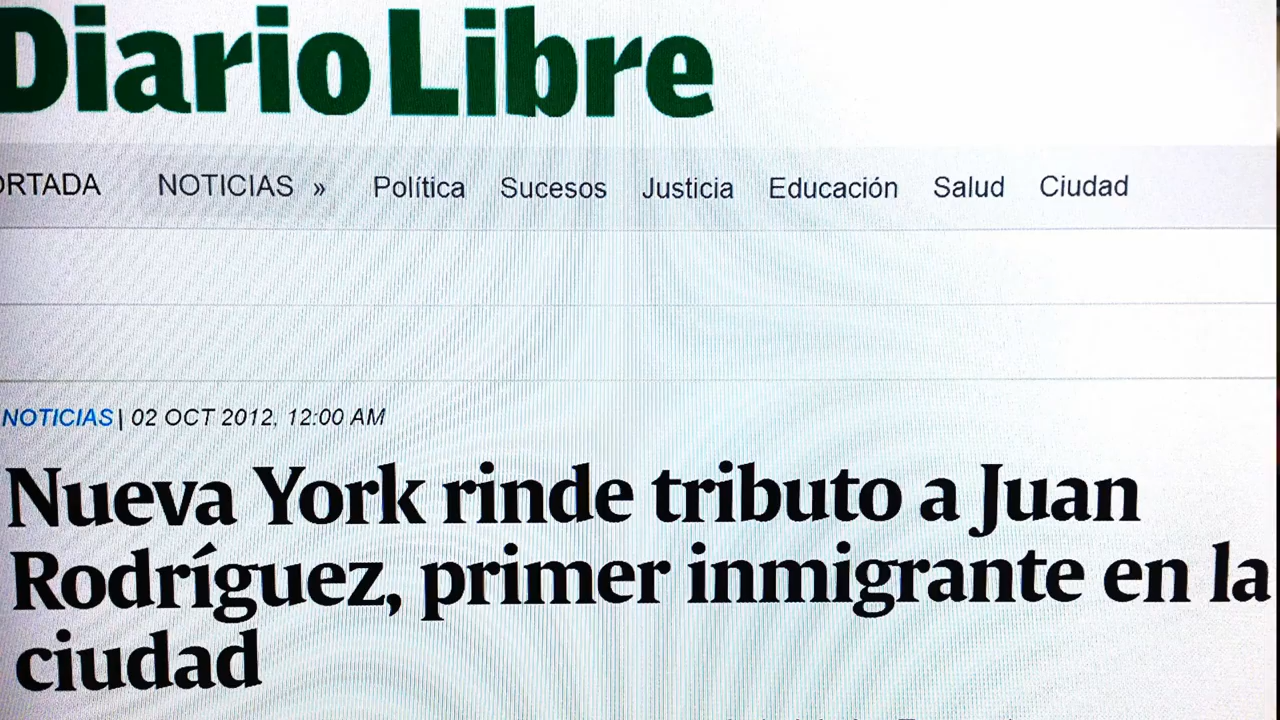 Diario Libre
ORTADA NOTICIAS » Política Sucesos Justicia Educación Salud Ciudad
NOTICIAS | 02 OCT 2012, 12:00 AM
Nueva York rinde tributo a Juan
Rodríguez, primer inmigrante en la
ciudad